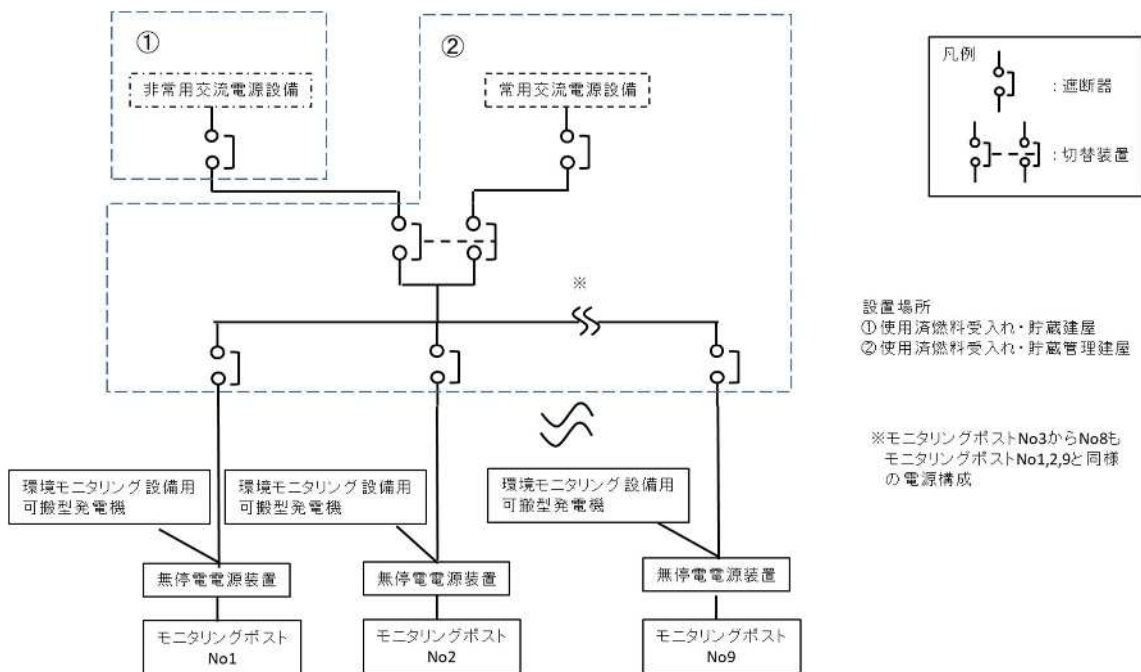 ①
非常用交流電源設備
②
常用交流電源設備
凡例
：遮断器
：切替装置
※
設置場所
①使用済燃料受入れ・貯蔵建屋
②使用済燃料受入れ・貯蔵管理建屋
※モニタリングポストNo3からNo8も
モニタリングポストNo1,2,9と同様
の電源構成
環境モニタリング設備用
可搬型発電機
環境モニタリング設備用
可搬型発電機
環境モニタリング設備用
可搬型発電機
無停電電源装置
無停電電源装置
無停電電源装置
モニタリングポスト
No1
モニタリングポスト
No2
モニタリングポスト
No9